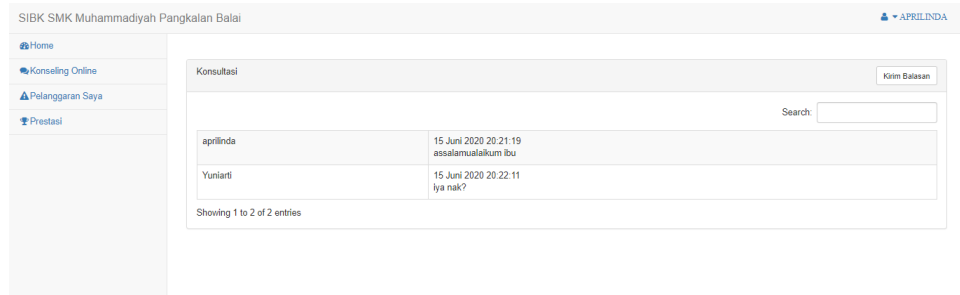 SIBK SMK Muhammadiyah Pangkalan Balai
APRILINDA
Home
Konseling Online
Pelanggaran Saya
Prestasi
Konsultasi
Kirim Balasan
Search:
aprilinda
15 Juni 2020 20:21:19
assalamualaikum ibu
Yuniarti
15 Juni 2020 20:22:11
iya nak?
Showing 1 to 2 of 2 entries